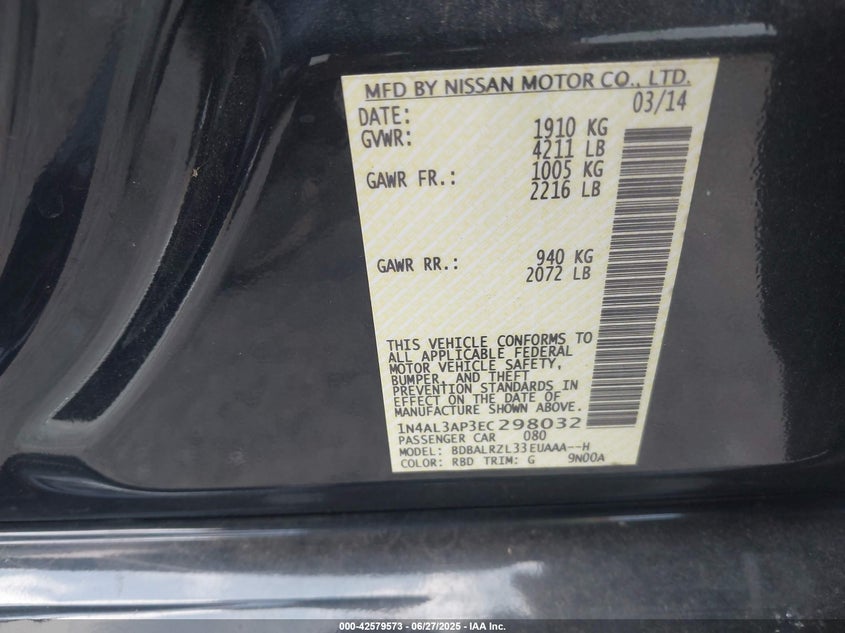 MFD BY NISSAN MOTOR CO., LTD.
DATE: 03/14
GVWR: 1910 KG
4211 LB
GAWR FR.: 1005 KG
2216 LB
GAWR RR.: 940 KG
2072 LB
THIS VEHICLE CONFORMS TO
ALL APPLICABLE FEDERAL
MOTOR VEHICLE SAFETY,
BUMPER, AND THEFT
PREVENTION STANDARDS IN
EFFECT ON THE DATE OF
MANUFACTURE SHOWN ABOVE.
1N4AL3AP3EC298032
PASSENGER CAR 080
MODEL: BDBALRZL33EUAAA--H
COLOR: RBD TRIM: G 9N00A
000-42579573 - 06/27/2025 - IAA Inc.